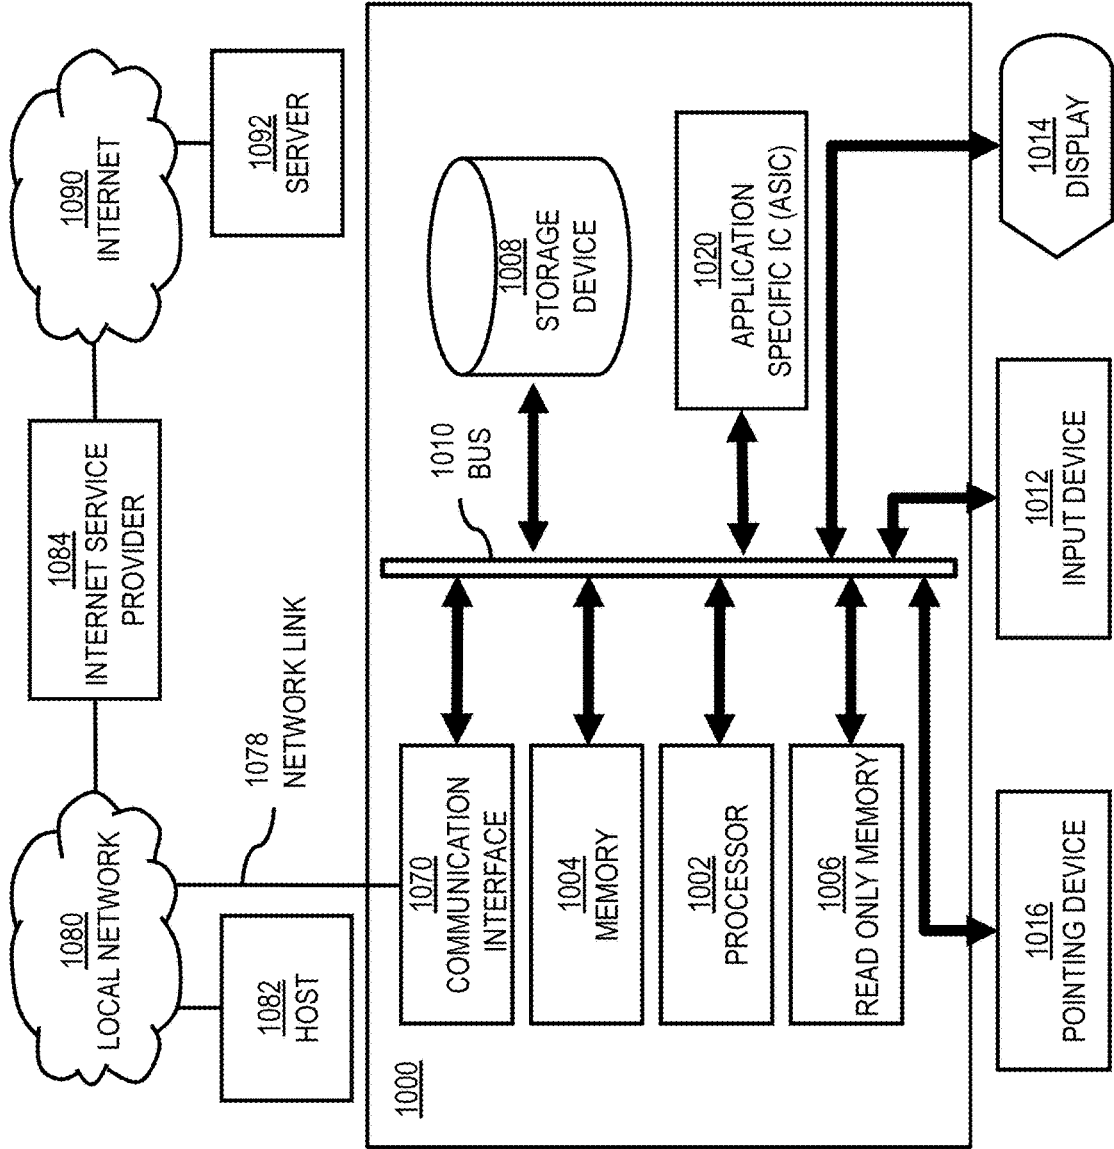 1080
LOCAL NETWORK
1084
INTERNET SERVICE
PROVIDER
1090
INTERNET
1082
HOST
1078
NETWORK LINK
1092
SERVER
1000
1070
COMMUNICATION
INTERFACE
1004
MEMORY
1002
PROCESSOR
1006
READ ONLY MEMORY
1010
BUS
1008
STORAGE
DEVICE
1020
APPLICATION
SPECIFIC IC (ASIC)
1016
POINTING DEVICE
1012
INPUT DEVICE
1014
DISPLAY